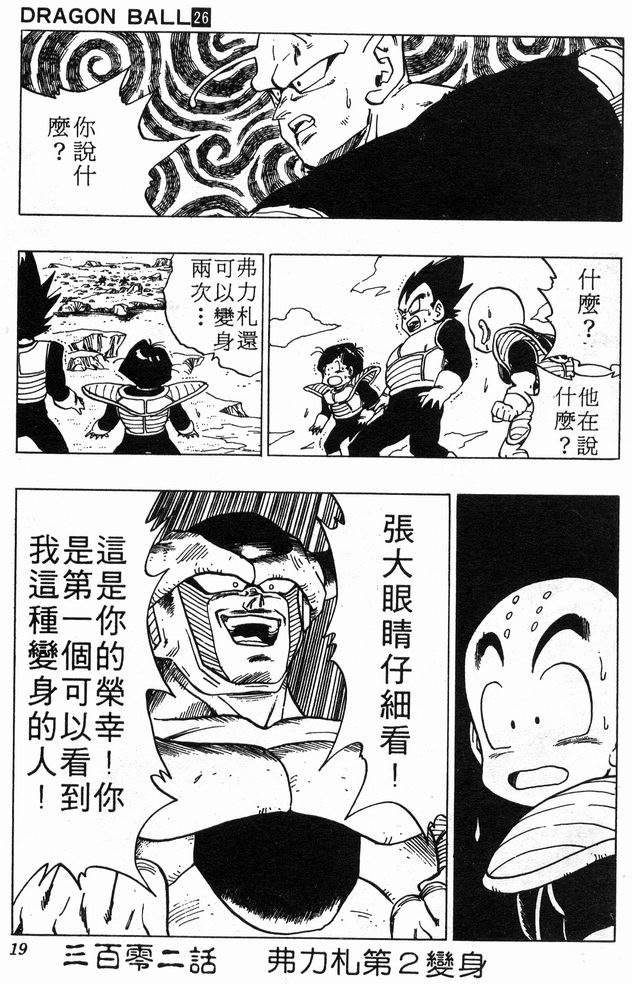 DRAGON BALL 26
你說什
麼？
什麼？
他在說
什麼？
弗力札還
可以變身
兩次…
張大眼睛仔細看！
這是你的榮幸！你
是第一個可以看到
我這種變身的人！
19
三百零二話 弗力札第2變身